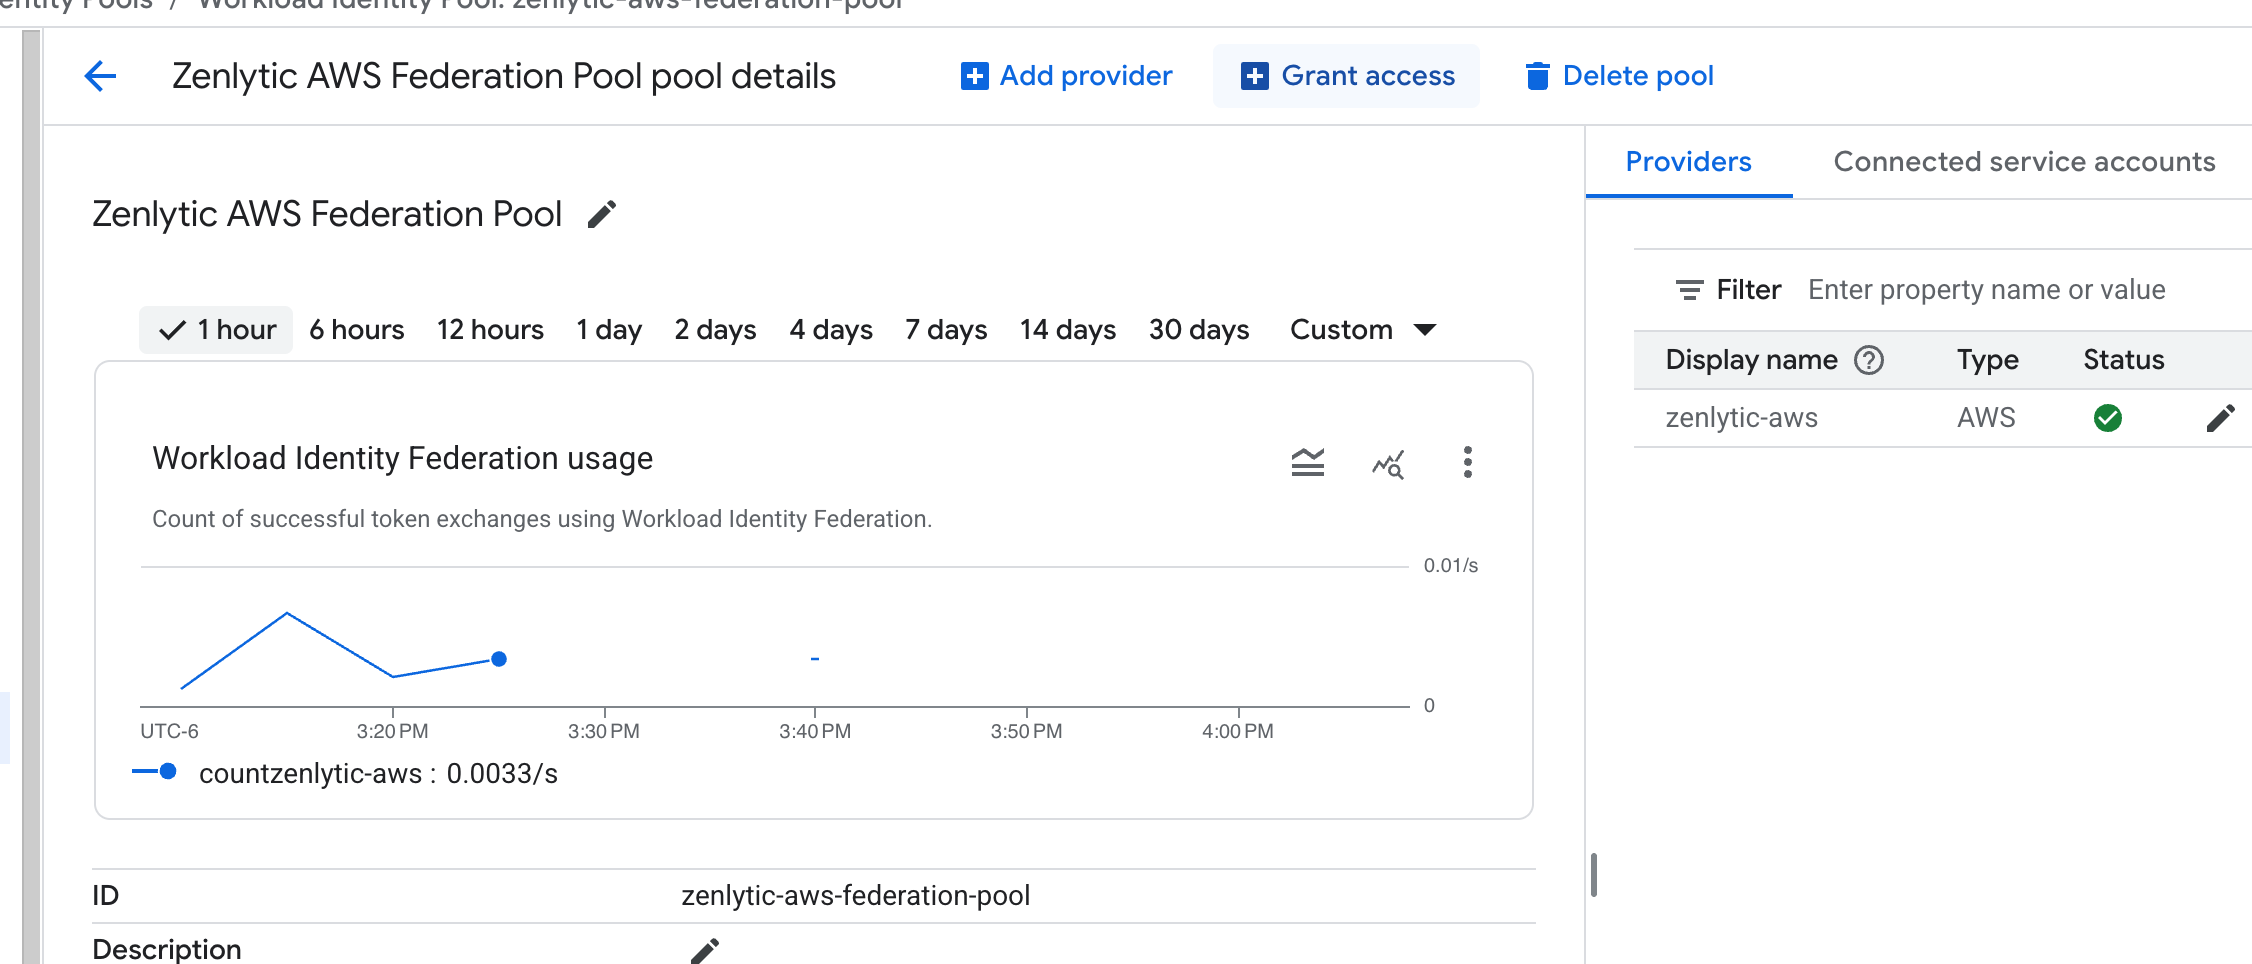 entity Pools / Workload Identity Pool: zenlytic-aws-federation-pool
Zenlytic AWS Federation Pool pool details
Add provider
Grant access
Delete pool
Zenlytic AWS Federation Pool
1 hour 6 hours 12 hours 1 day 2 days 4 days 7 days 14 days 30 days Custom
Workload Identity Federation usage
Count of successful token exchanges using Workload Identity Federation.
0.01/s
0
UTC-6 3:20 PM 3:30 PM 3:40 PM 3:50 PM 4:00 PM
countzenlytic-aws : 0.0033/s
ID zenlytic-aws-federation-pool
Description
Providers Connected service accounts
Filter Enter property name or value
Display name Type Status
zenlytic-aws AWS